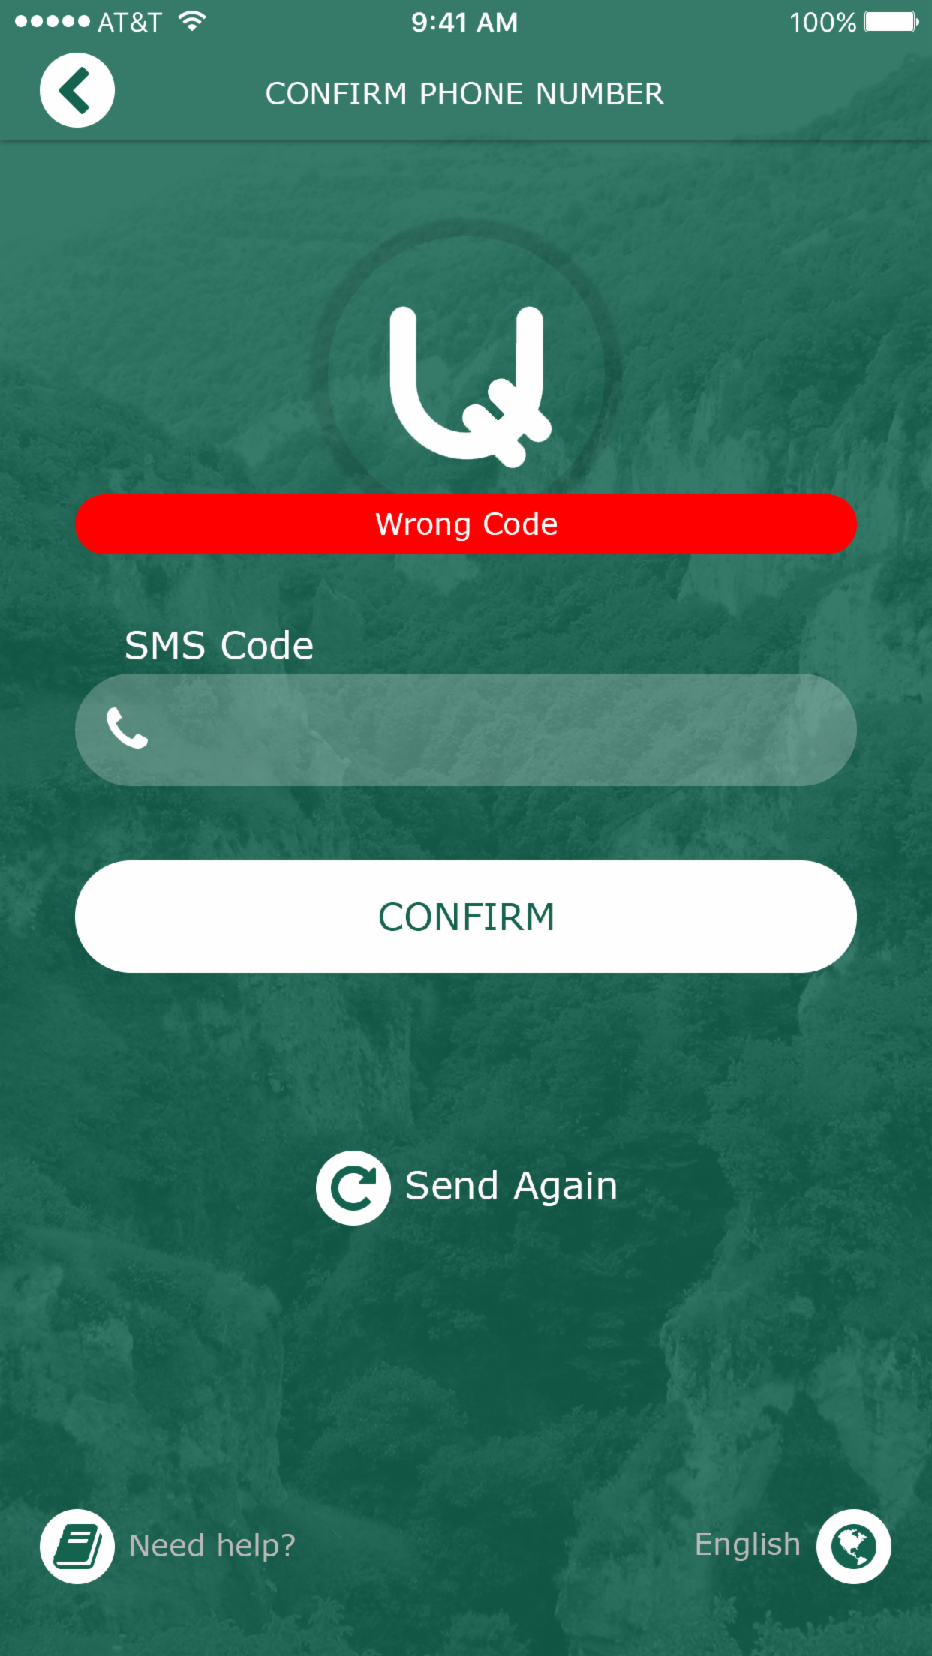 AT&T 9:41 AM 100%
CONFIRM PHONE NUMBER
Wrong Code
SMS Code
CONFIRM
Send Again
Need help? English